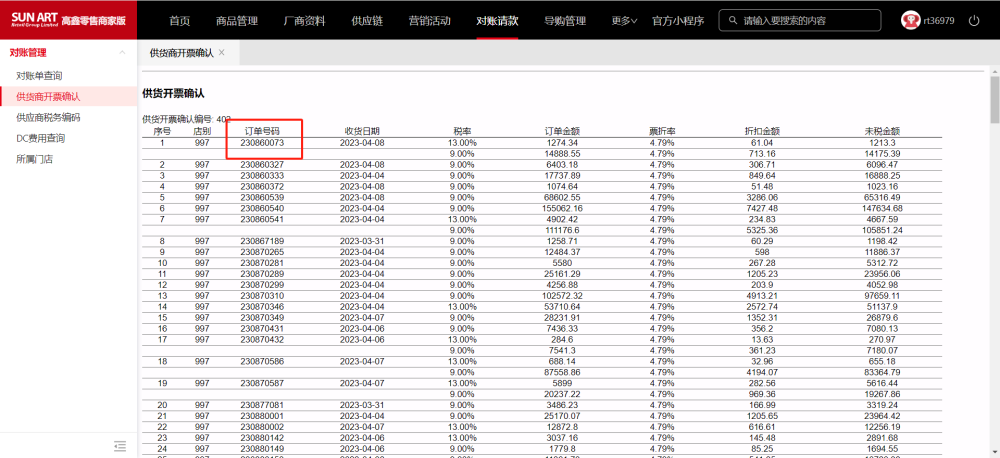 SUN ART Retail Group Limited 高鑫零售商家版 首页 商品管理 厂商资料 供应链 营销活动 对账请款 导购管理 更多 官方小程序 请输入要搜索的内容 rt36979
对账管理
对账单查询
供货商开票确认
供应商税务编码
DC费用查询
所属门店
供货商开票确认 ×
供货开票确认
供货开票确认编号: 402
序号 店别 订单号码 收货日期 税率 订单金额 票折率 折扣金额 未税金额
1 997 230860073 2023-04-08 13.00% 1274.34 4.79% 61.04 1213.3
9.00% 14888.55 4.79% 713.16 14175.39
2 997 230860327 2023-04-08 9.00% 6403.18 4.79% 306.71 6096.47
3 997 230860333 2023-04-04 9.00% 17737.89 4.79% 849.64 16888.25
4 997 230860372 2023-04-08 9.00% 1074.64 4.79% 51.48 1023.16
5 997 230860539 2023-04-08 9.00% 68602.55 4.79% 3286.06 65316.49
6 997 230860540 2023-04-04 9.00% 155062.16 4.79% 7427.48 147634.68
7 997 230860541 2023-04-04 13.00% 4902.42 4.79% 234.83 4667.59
9.00% 111176.6 4.79% 5325.36 105851.24
8 997 230867189 2023-03-31 9.00% 1258.71 4.79% 60.29 1198.42
9 997 230870265 2023-04-04 9.00% 12484.37 4.79% 598 11886.37
10 997 230870281 2023-04-04 9.00% 5580 4.79% 267.28 5312.72
11 997 230870289 2023-04-04 9.00% 25161.29 4.79% 1205.23 23956.06
12 997 230870299 2023-04-04 9.00% 4256.88 4.79% 203.9 4052.98
13 997 230870310 2023-04-04 9.00% 102572.32 4.79% 4913.21 97659.11
14 997 230870346 2023-04-04 13.00% 53710.64 4.79% 2572.74 51137.9
15 997 230870349 2023-04-07 9.00% 28231.91 4.79% 1352.31 26879.6
16 997 230870431 2023-04-06 9.00% 7436.33 4.79% 356.2 7080.13
17 997 230870432 2023-04-06 13.00% 284.6 4.79% 13.63 270.97
9.00% 7541.3 4.79% 361.23 7180.07
18 997 230870586 2023-04-07 13.00% 688.14 4.79% 32.96 655.18
9.00% 87558.86 4.79% 4194.07 83364.79
19 997 230870587 2023-04-07 13.00% 5899 4.79% 282.56 5616.44
9.00% 20237.22 4.79% 969.36 19267.86
20 997 230877081 2023-03-31 9.00% 3486.23 4.79% 166.99 3319.24
21 997 230880001 2023-04-04 9.00% 25170.07 4.79% 1205.65 23964.42
22 997 230880002 2023-04-07 13.00% 12872.8 4.79% 616.61 12256.19
23 997 230880142 2023-04-06 13.00% 3037.16 4.79% 145.48 2891.68
24 997 230880149 2023-04-06 9.00% 1779.8 4.79% 85.25 1694.55